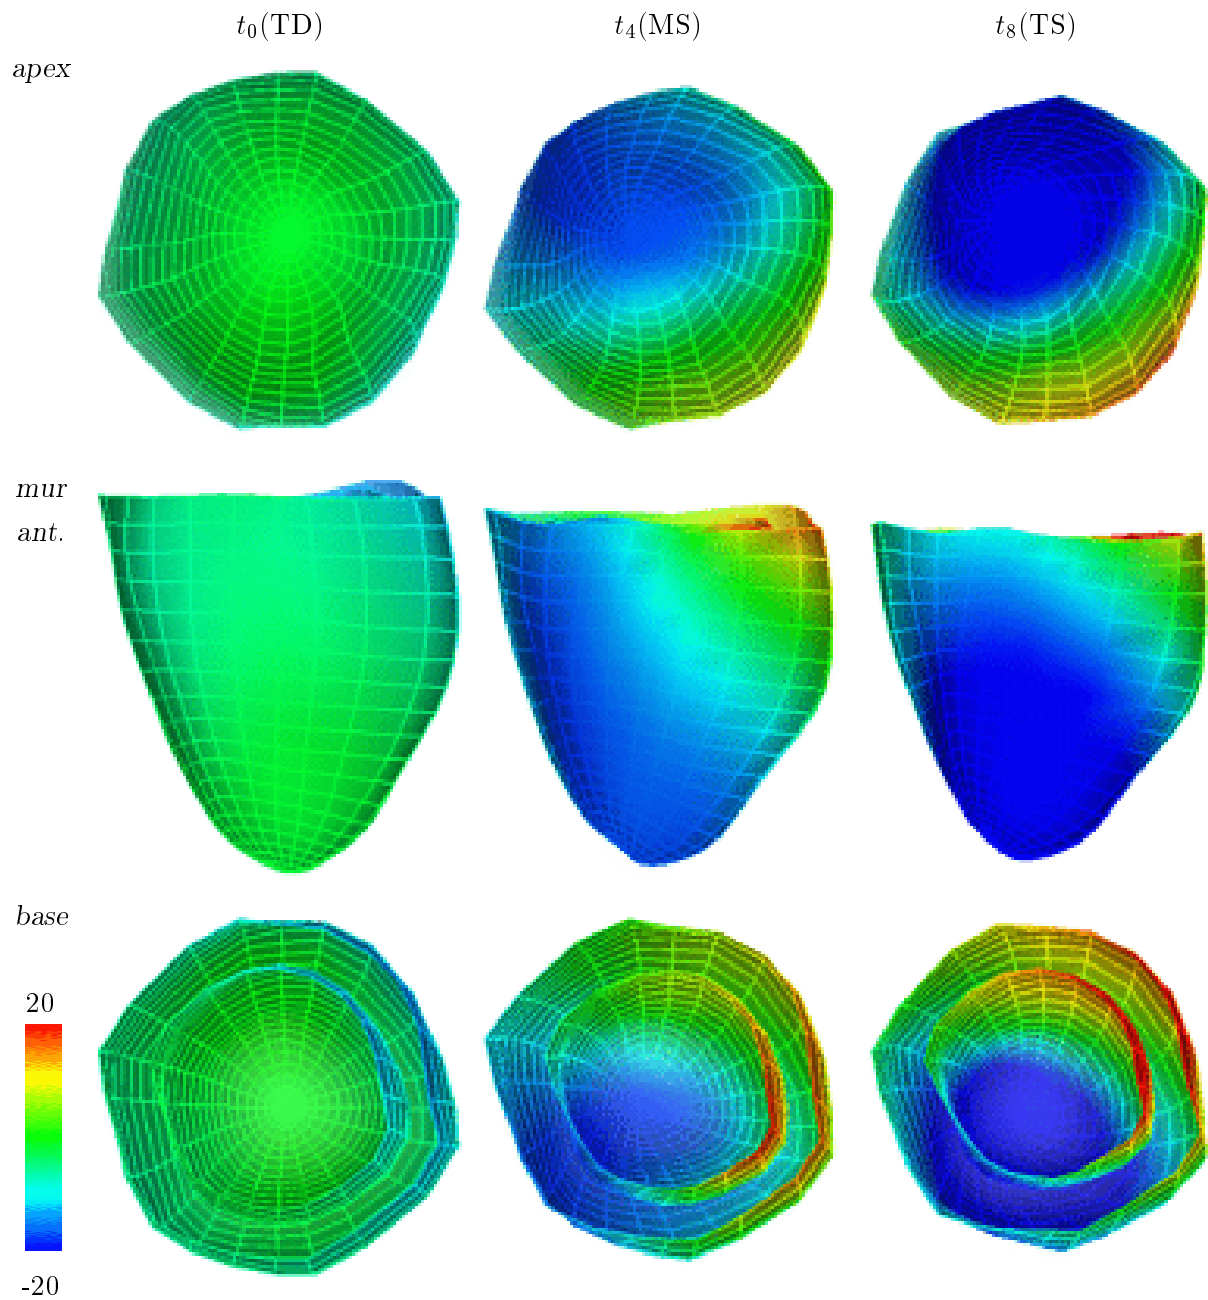 t₀(TD) t₄(MS) t₈(TS)
apex
mur
ant.
base
20
-20